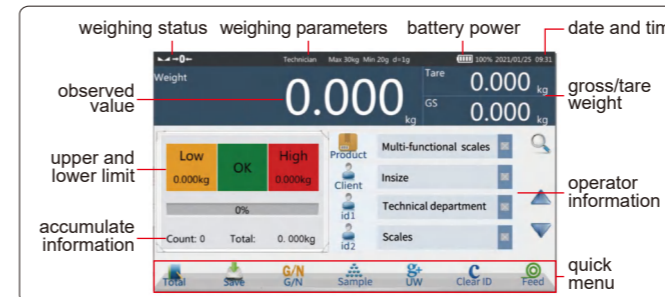 weighing status weighing parameters battery power date and tim
→0← Technician Max 30kg Min 20g d=1g 100% 2021/01/25 09:31
Weight 0.000 kg
Tare 0.000 kg
GS 0.000 kg
observed value
gross/tare weight
upper and lower limit
Low OK High
0.000kg 0.000kg
0%
accumulate information
Count: 0 Total: 0. 000kg
Product Multi-functional scales
Client Insize
id1 Technical department
id2 Scales
operator information
G/N g+ C
Total Save G/N Sample UW Clear ID Feed
quick menu